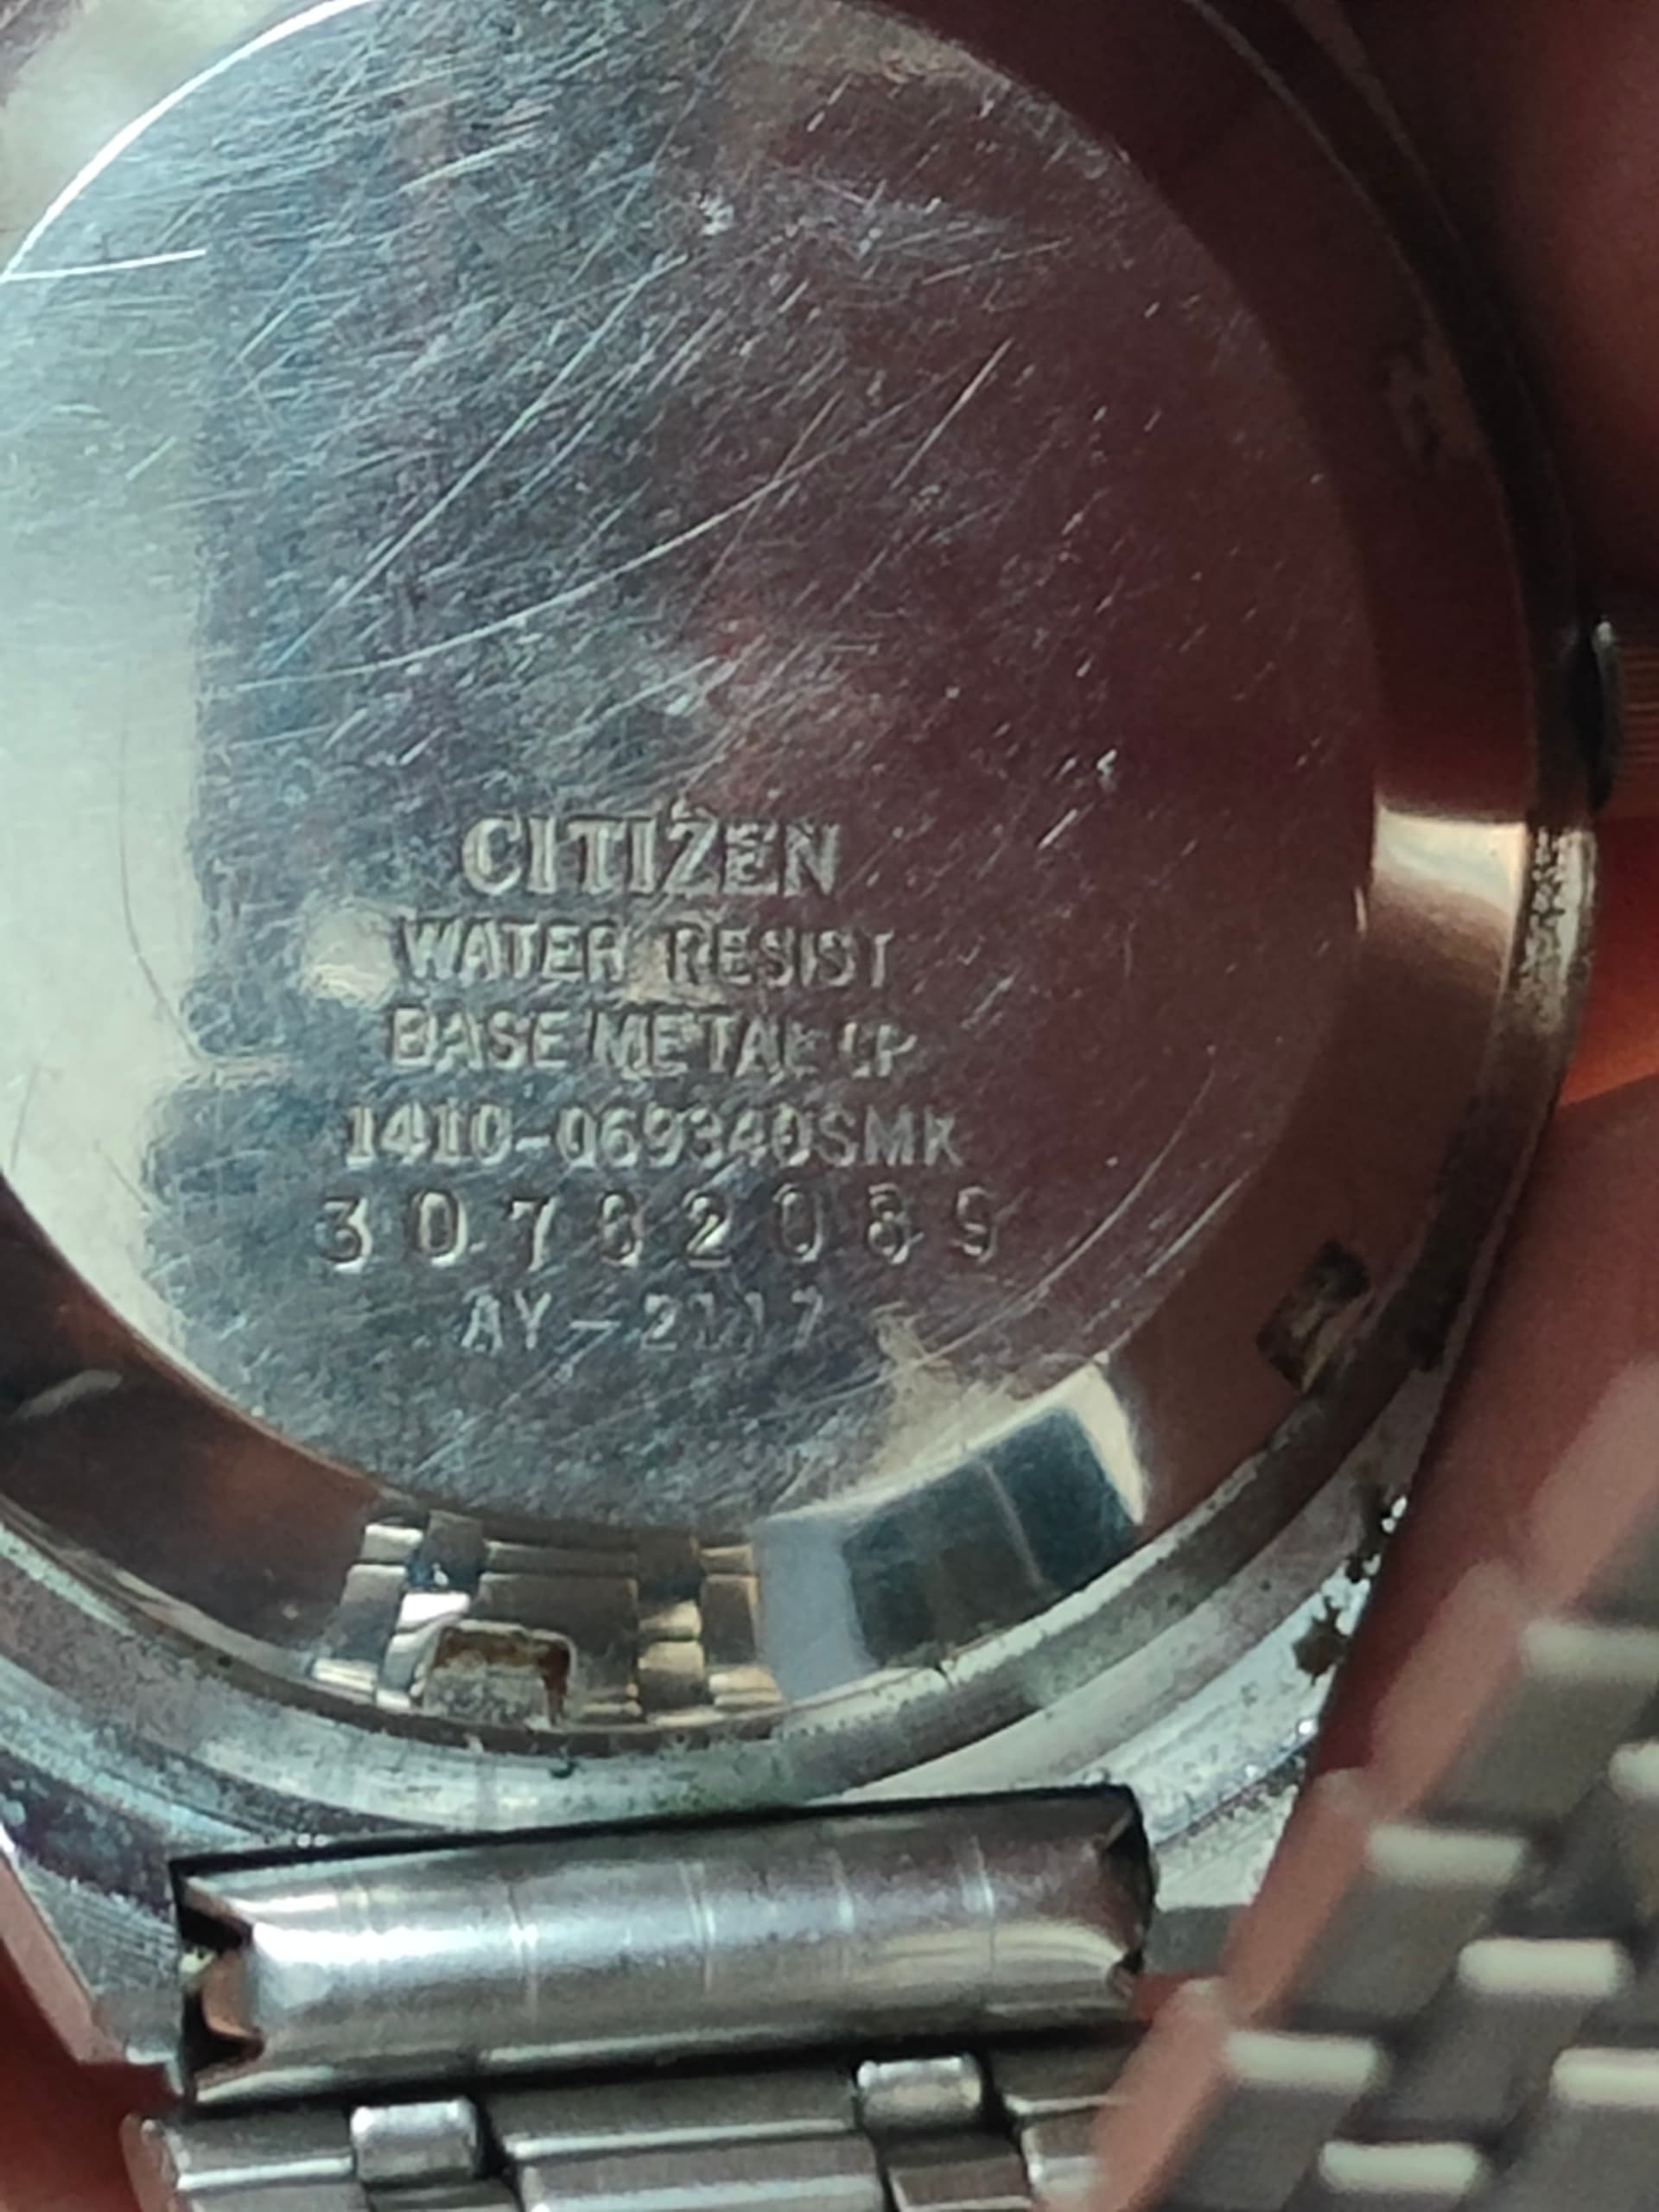 CITIZEN
WATER RESIST
BASE METAL CP
1410-069340SMK
30782089
AY-2117